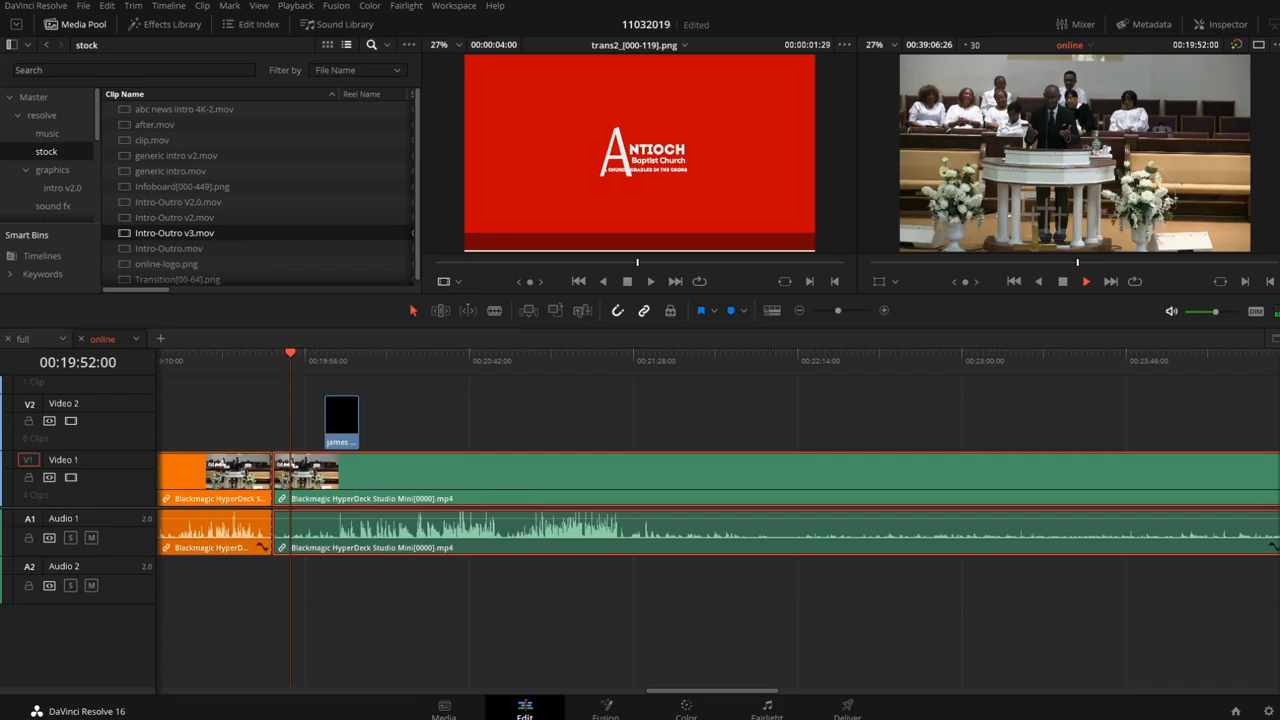 DaVinci Resolve File Edit Trim Timeline Clip Mark View Playback Fusion Color Fairlight Workspace Help
Media Pool Effects Library Edit Index Sound Library 11032019 Edited Mixer Metadata Inspector
stock 27% 00:00:04:00 trans2_[000-119].png 00:00:01:29 27% 00:39:06:26 30 online 00:19:52:00
Search Filter by File Name
Master
resolve
music
stock
graphics
intro v2.0
sound fx
Smart Bins
Timelines
Keywords
Clip Name Reel Name
abc news intro 4K-2.mov
after.mov
clip.mov
generic intro v2.mov
generic intro.mov
Infoboard[000-449].png
Intro-Outro V2.0.mov
Intro-Outro v2.mov
Intro-Outro v3.mov
Intro-Outro.mov
online-logo.png
Transition[00-64].png
ANTIOCH
Baptist Church
A CHURCH CRADLED IN THE CROSS
DIM
full online
00:19:52:00 9:10:00 00:19:56:00 00:20:42:00 00:21:28:00 00:22:14:00 00:23:00:00 00:23:46:00
1 Clip
V2 Video 2
6 Clips
james ...
V1 Video 1
4 Clips
Blackmagic HyperDeck S... Blackmagic HyperDeck Studio Mini[0000].mp4
A1 Audio 1 2.0
S M
Blackmagic HyperD... Blackmagic HyperDeck Studio Mini[0000].mp4
A2 Audio 2 2.0
S M
DaVinci Resolve 16 Media Edit Fusion Color Fairlight Deliver